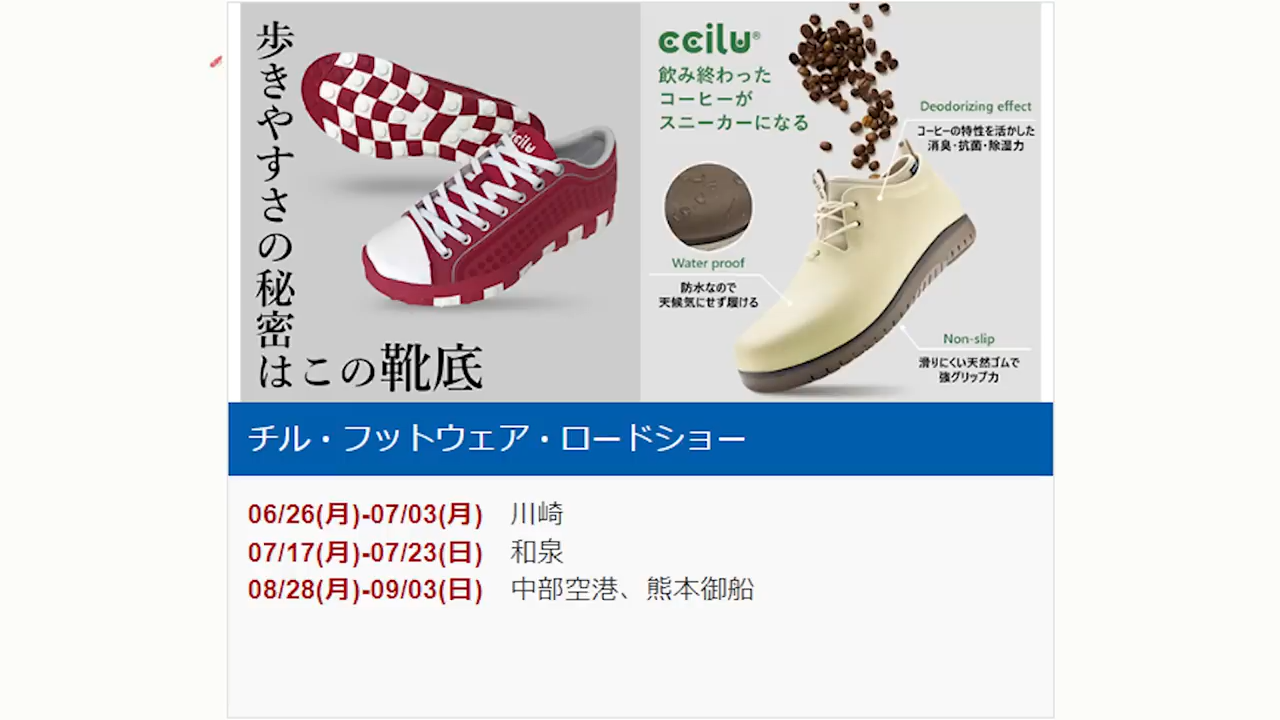 歩きやすさの秘密は
この靴底
ccilu
ccilu®
飲み終わった
コーヒーが
スニーカーになる
Deodorizing effect
コーヒーの特性を活かした
消臭・抗菌・除湿力
Water proof
防水なので
天候気にせず履ける
Non-slip
滑りにくい天然ゴムで
強グリップ力
チル・フットウェア・ロードショー
06/26(月)-07/03(月) 川崎
07/17(月)-07/23(日) 和泉
08/28(月)-09/03(日) 中部空港、熊本御船